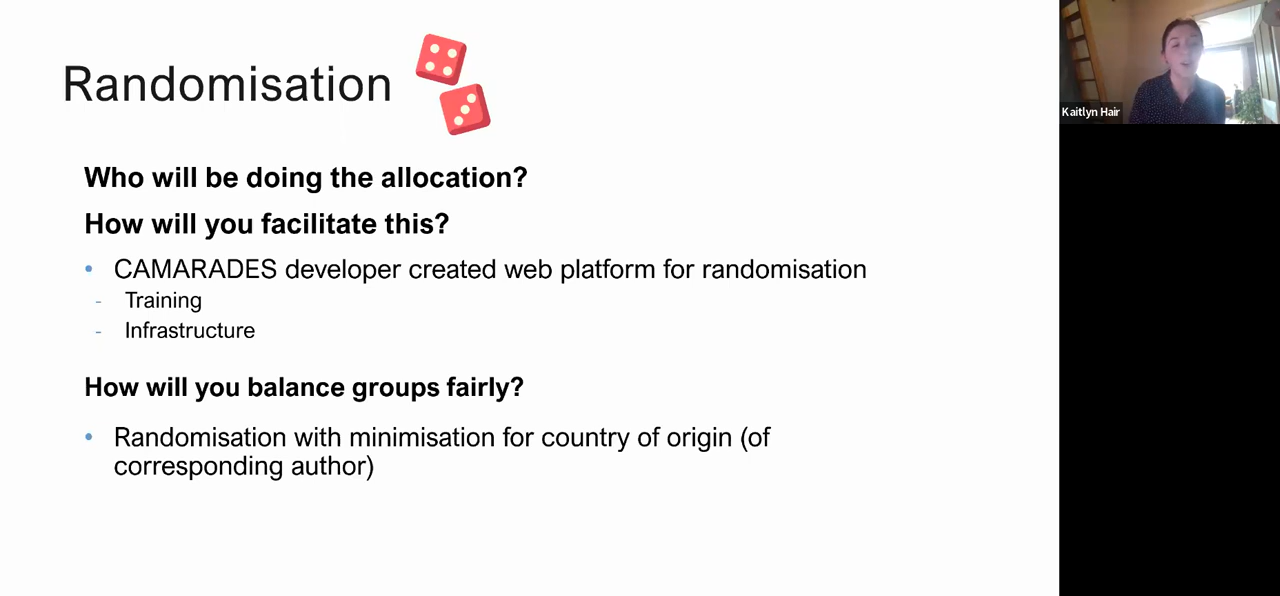 Randomisation
Kaitlyn Hair
Who will be doing the allocation?
How will you facilitate this?
• CAMARADES developer created web platform for randomisation
- Training
- Infrastructure
How will you balance groups fairly?
• Randomisation with minimisation for country of origin (of
corresponding author)